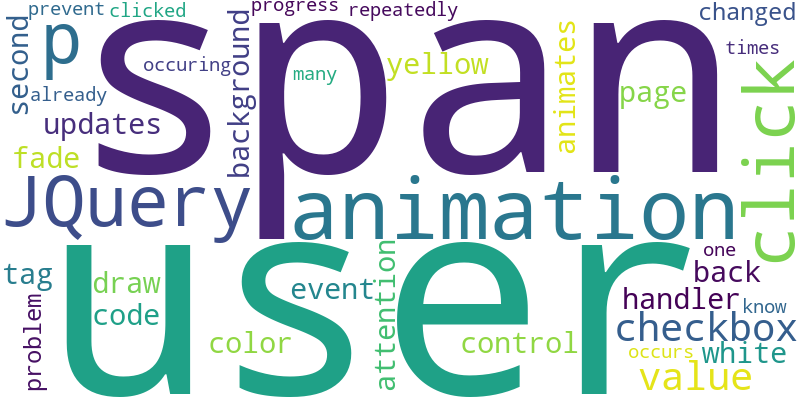 prevent
clicked
progress
repeatedly
changed
second
p
span
occuring
background
many
yellow
animates
times
page
already
updates
fade
click
JQuery
animation
tag
draw
code
user
event
attention
one
back
handler
know
problem
color
control
checkbox
occurs
white
value